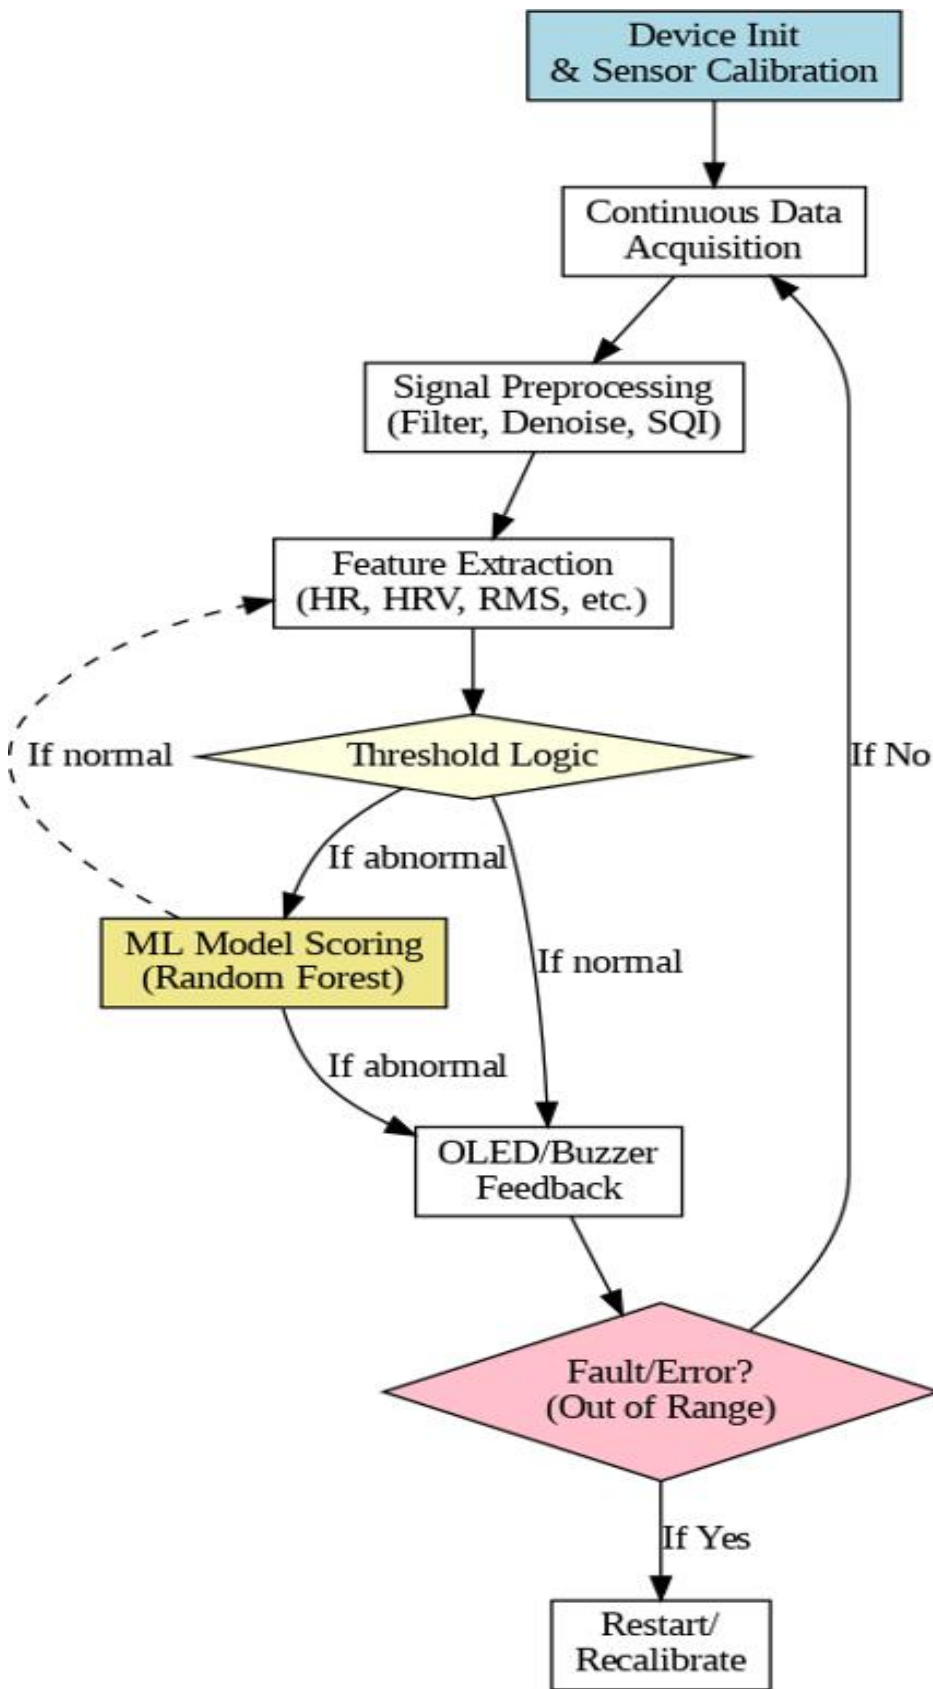 Device Init
& Sensor Calibration
Continuous Data
Acquisition
Signal Preprocessing
(Filter, Denoise, SQI)
Feature Extraction
(HR, HRV, RMS, etc.)
If normal
Threshold Logic
If No
If abnormal
ML Model Scoring
(Random Forest)
If normal
If abnormal
OLED/Buzzer
Feedback
Fault/Error?
(Out of Range)
If Yes
Restart/
Recalibrate